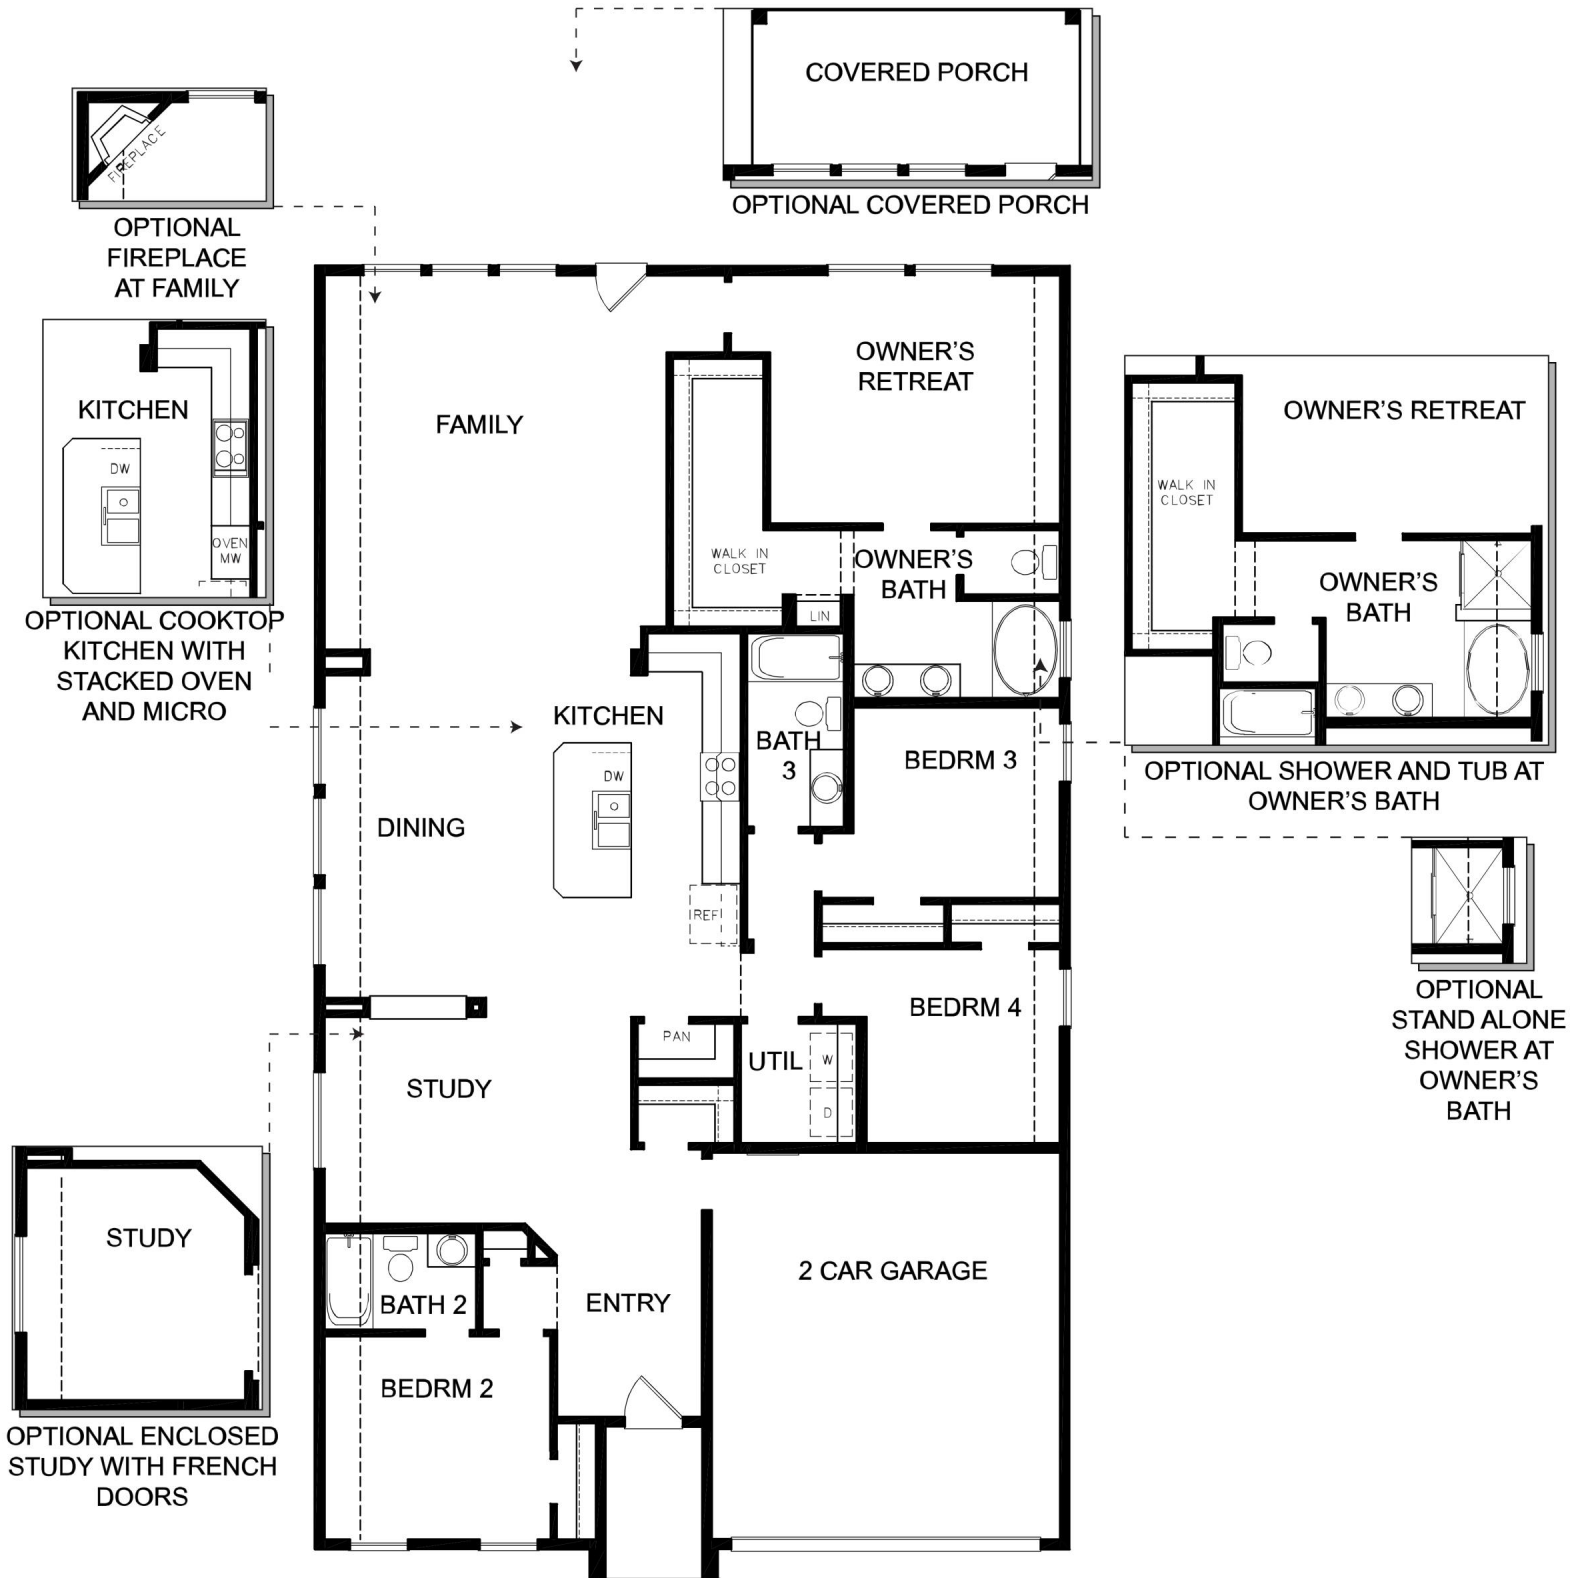 COVERED PORCH
OPTIONAL COVERED PORCH
FIREPLACE
OPTIONAL
FIREPLACE
AT FAMILY
KITCHEN
DW
OVEN
MW
OPTIONAL COOKTOP
KITCHEN WITH
STACKED OVEN
AND MICRO
FAMILY
OWNER'S
RETREAT
WALK IN
CLOSET
OWNER'S
BATH
LIN
KITCHEN
DW
REF
DINING
BATH
3
BEDRM 3
BEDRM 4
PAN
UTIL
W
D
STUDY
BATH 2
ENTRY
2 CAR GARAGE
BEDRM 2
OWNER'S RETREAT
WALK IN
CLOSET
OWNER'S
BATH
OPTIONAL SHOWER AND TUB AT
OWNER'S BATH
OPTIONAL
STAND ALONE
SHOWER AT
OWNER'S
BATH
STUDY
OPTIONAL ENCLOSED
STUDY WITH FRENCH
DOORS